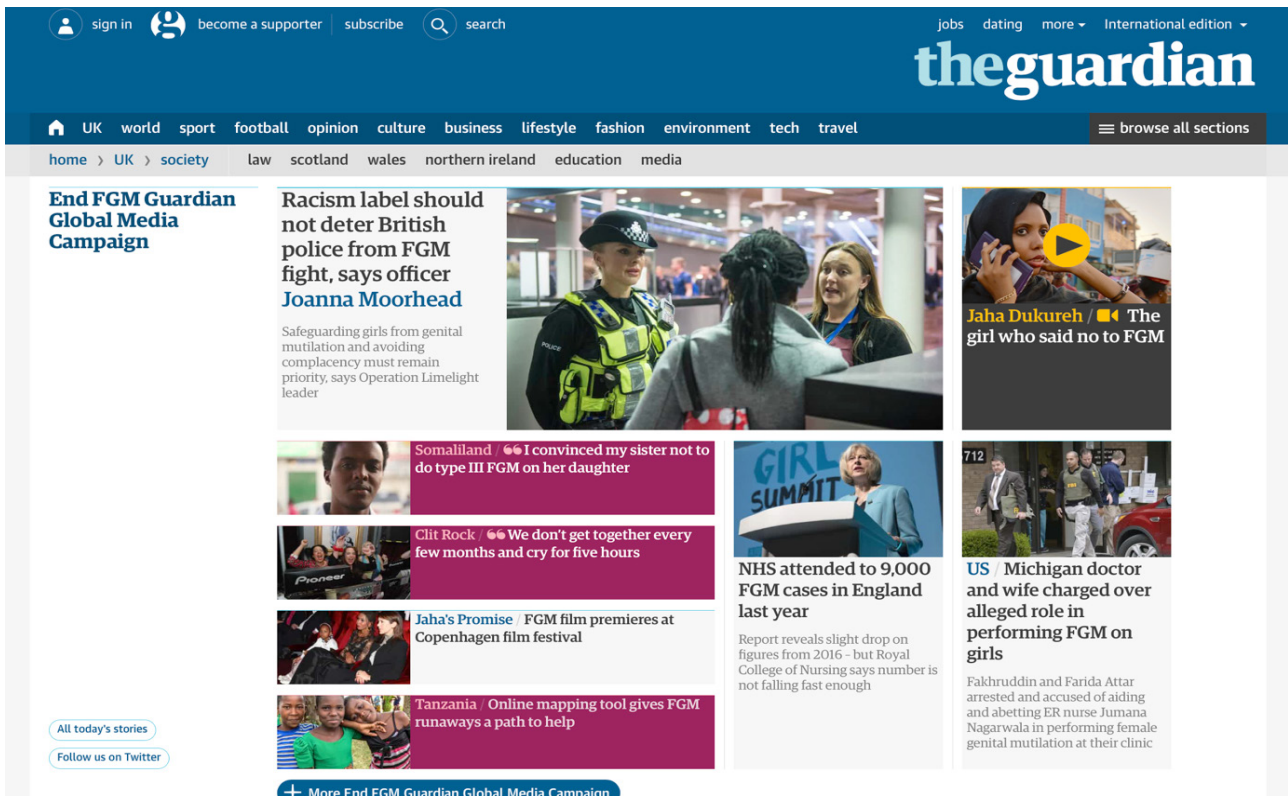 sign in
become a supporter
subscribe
search
jobs
dating
more
International edition
theguardian
UK world sport football opinion culture business lifestyle fashion environment tech travel
browse all sections
home › UK › society
law scotland wales northern ireland education media
End FGM Guardian
Global Media
Campaign
Racism label should
not deter British
police from FGM
fight, says officer
Joanna Moorhead
Safeguarding girls from genital
mutilation and avoiding
complacency must remain
priority, says Operation Limelight
leader
POLICE
Jaha Dukureh / The
girl who said no to FGM
Somaliland / I convinced my sister not to
do type III FGM on her daughter
Clit Rock / We don't get together every
few months and cry for five hours
Pioneer
Jaha's Promise / FGM film premieres at
Copenhagen film festival
Tanzania / Online mapping tool gives FGM
runaways a path to help
GIRL
SUMMIT
NHS attended to 9,000
FGM cases in England
last year
Report reveals slight drop on
figures from 2016 – but Royal
College of Nursing says number is
not falling fast enough
712
US / Michigan doctor
and wife charged over
alleged role in
performing FGM on
girls
Fakhruddin and Farida Attar
arrested and accused of aiding
and abetting ER nurse Jumana
Nagarwala in performing female
genital mutilation at their clinic
All today's stories
Follow us on Twitter
More End FGM Guardian Global Media Campaign